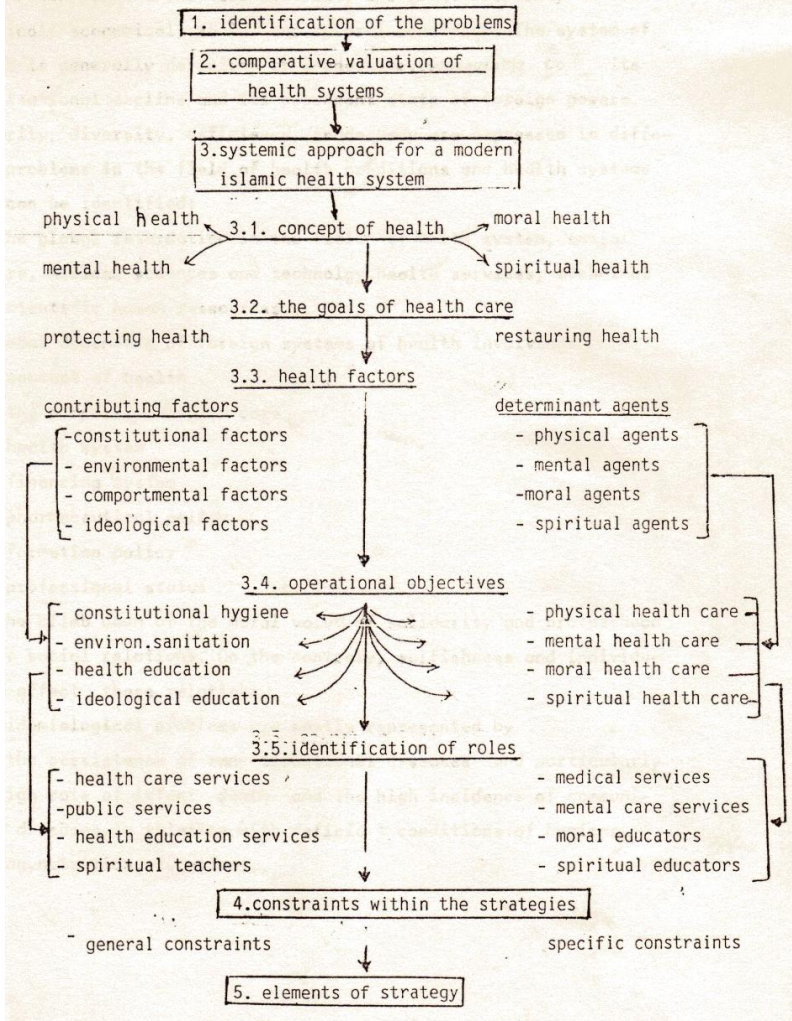 1. identification of the problems
2. comparative valuation of
health systems
3.systemic approach for a modern
islamic health system
physical health
3.1. concept of health
moral health
mental health
spiritual health
3.2. the goals of health care
protecting health
restauring health
3.3. health factors
contributing factors
determinant agents
-constitutional factors
- physical agents
- environmental factors
- mental agents
- comportmental factors
-moral agents
- ideological factors
- spiritual agents
3.4. operational objectives
- constitutional hygiene
- physical health care
- environ.sanitation
- mental health care
- health education
- moral health care
- ideological education
- spiritual health care
3.5.identification of roles
- health care services
- medical services
-public services
- mental care services
- health education services
- moral educators
- spiritual teachers
- spiritual educators
4.constraints within the strategies
general constraints
specific constraints
5. elements of strategy